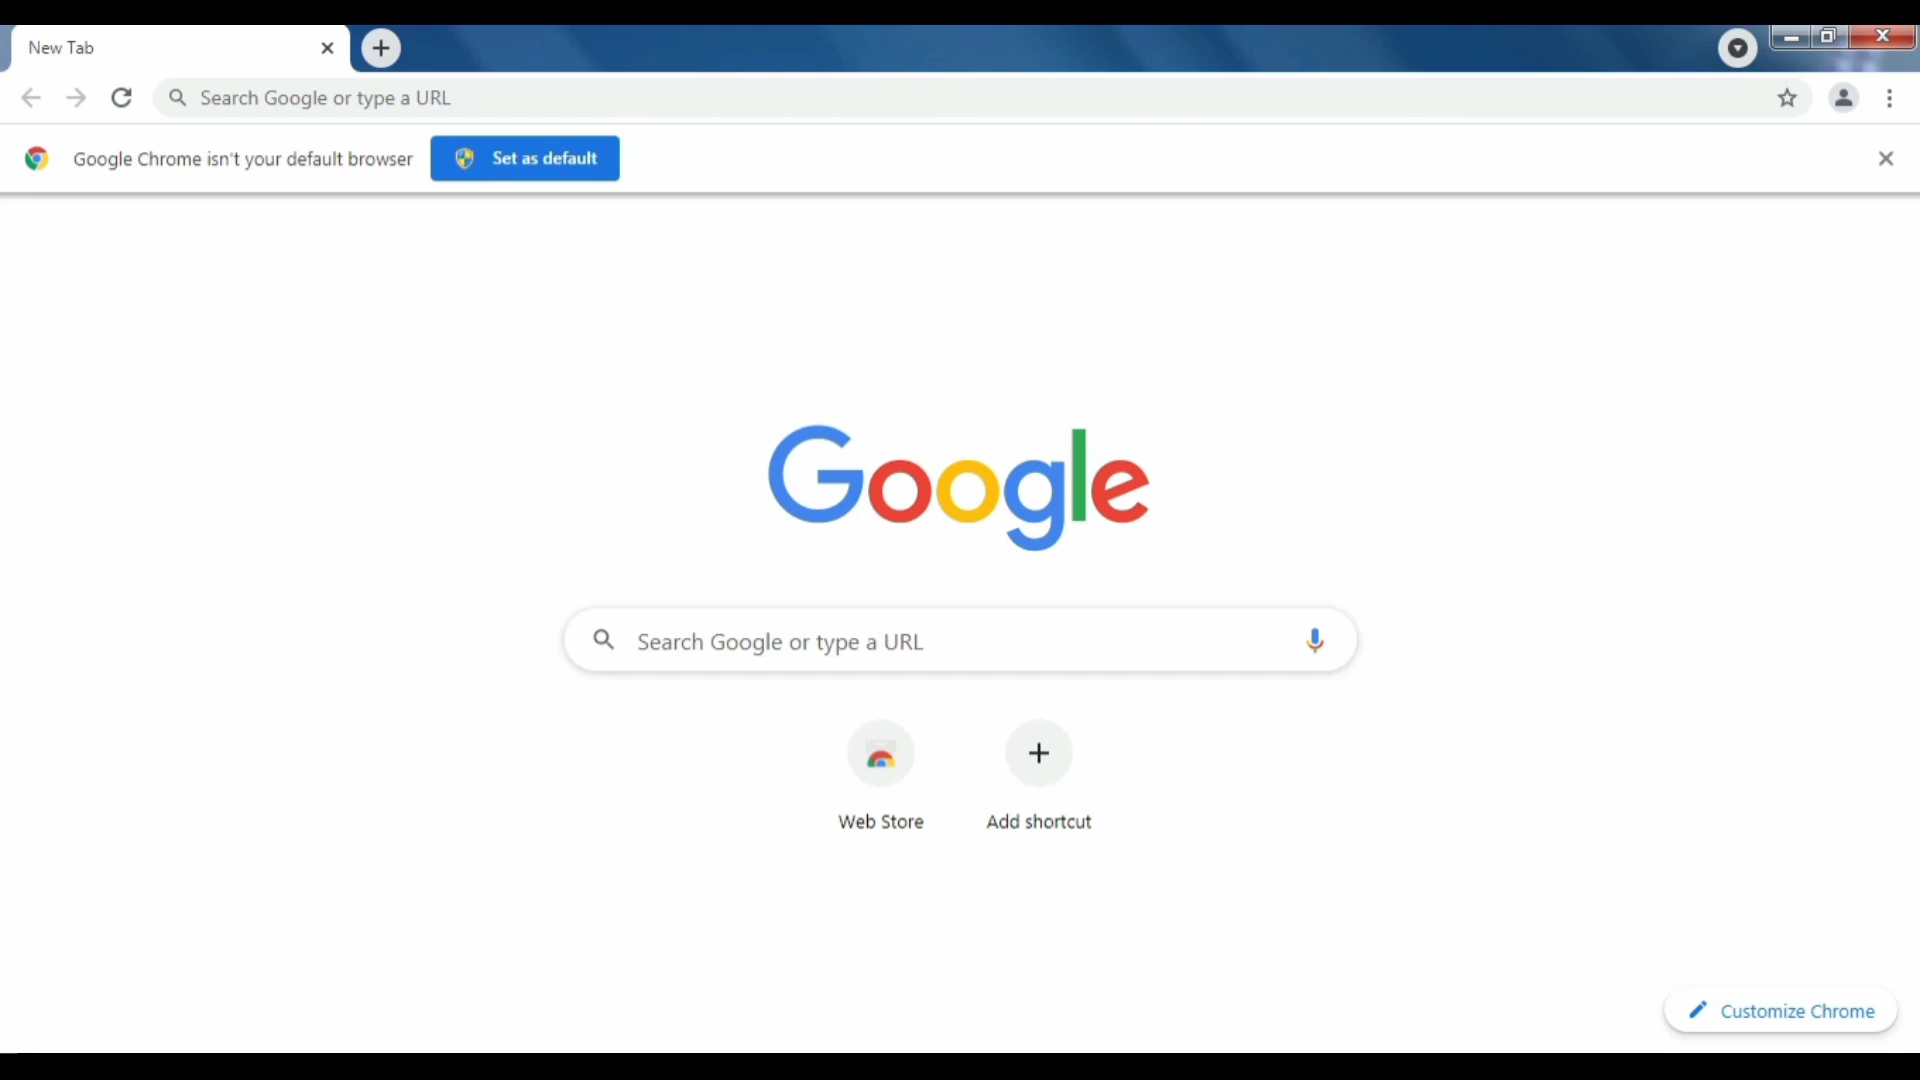 New Tab
Search Google or type a URL
Google Chrome isn't your default browser
Set as default
Google
Search Google or type a URL
Web Store
Add shortcut
Customize Chrome